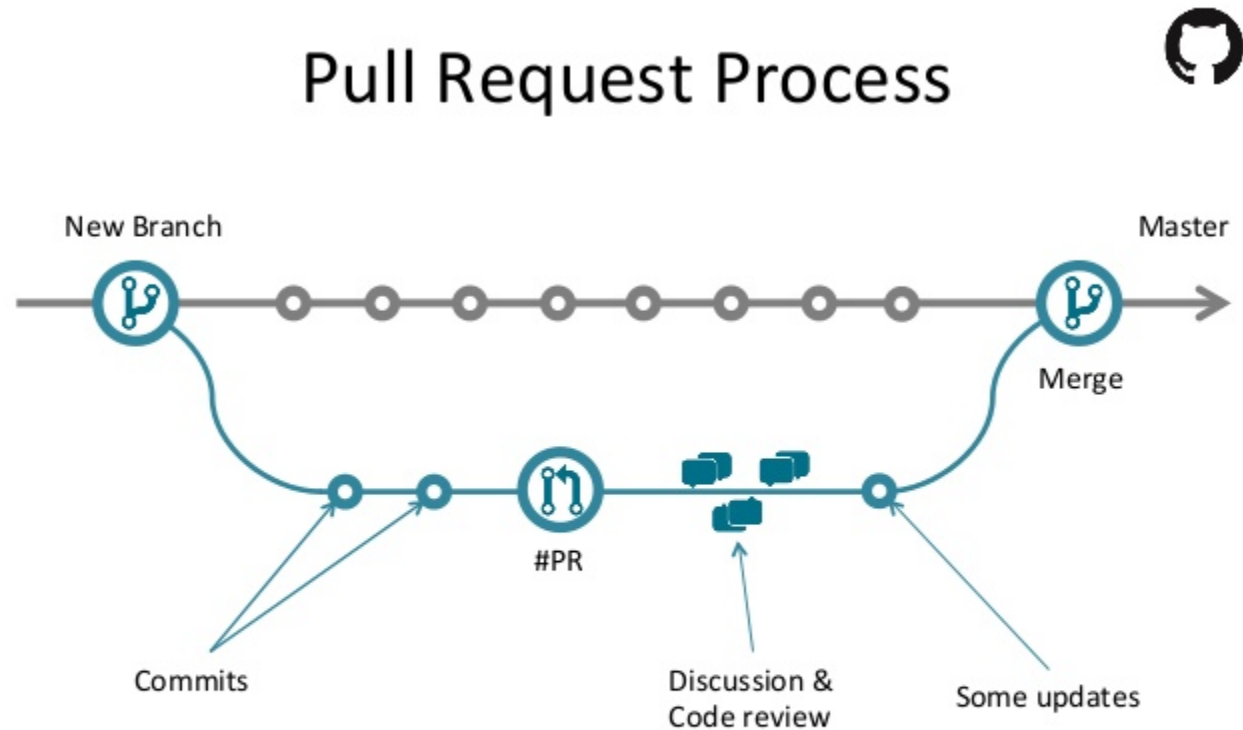 Pull Request Process
New Branch
Master
Merge
#PR
Commits
Discussion &
Code review
Some updates